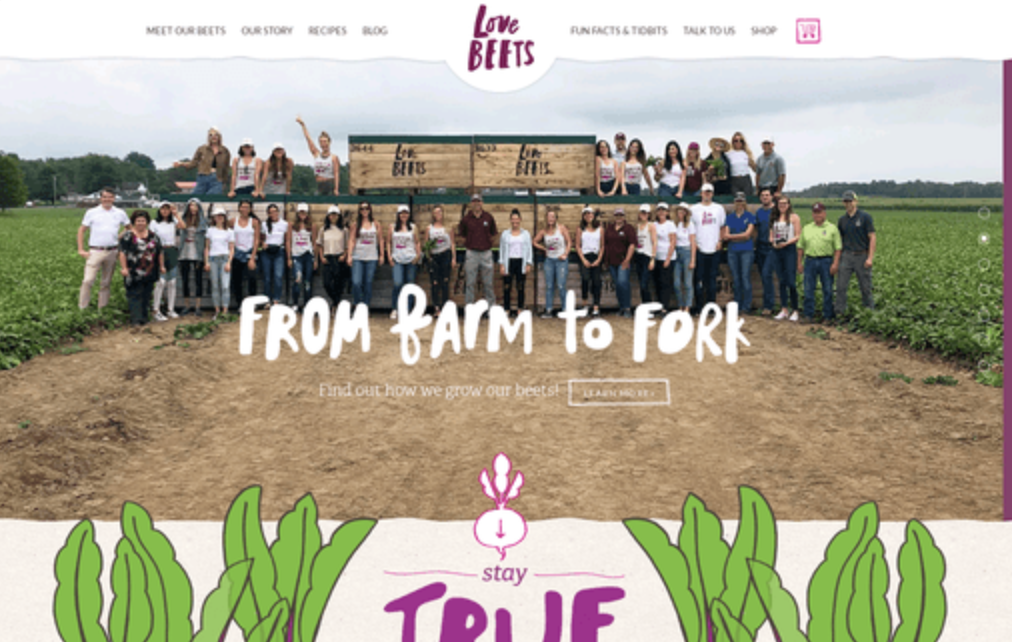 MEET OUR BEETS OUR STORY RECIPES BLOG
Love
BEETS
FUN FACTS & TIDBITS TALK TO US SHOP
Love
BEETS
Love
BEETS
FROM FARM to FORK
Find out how we grow our beets! LEARN MORE
stay
TRUE